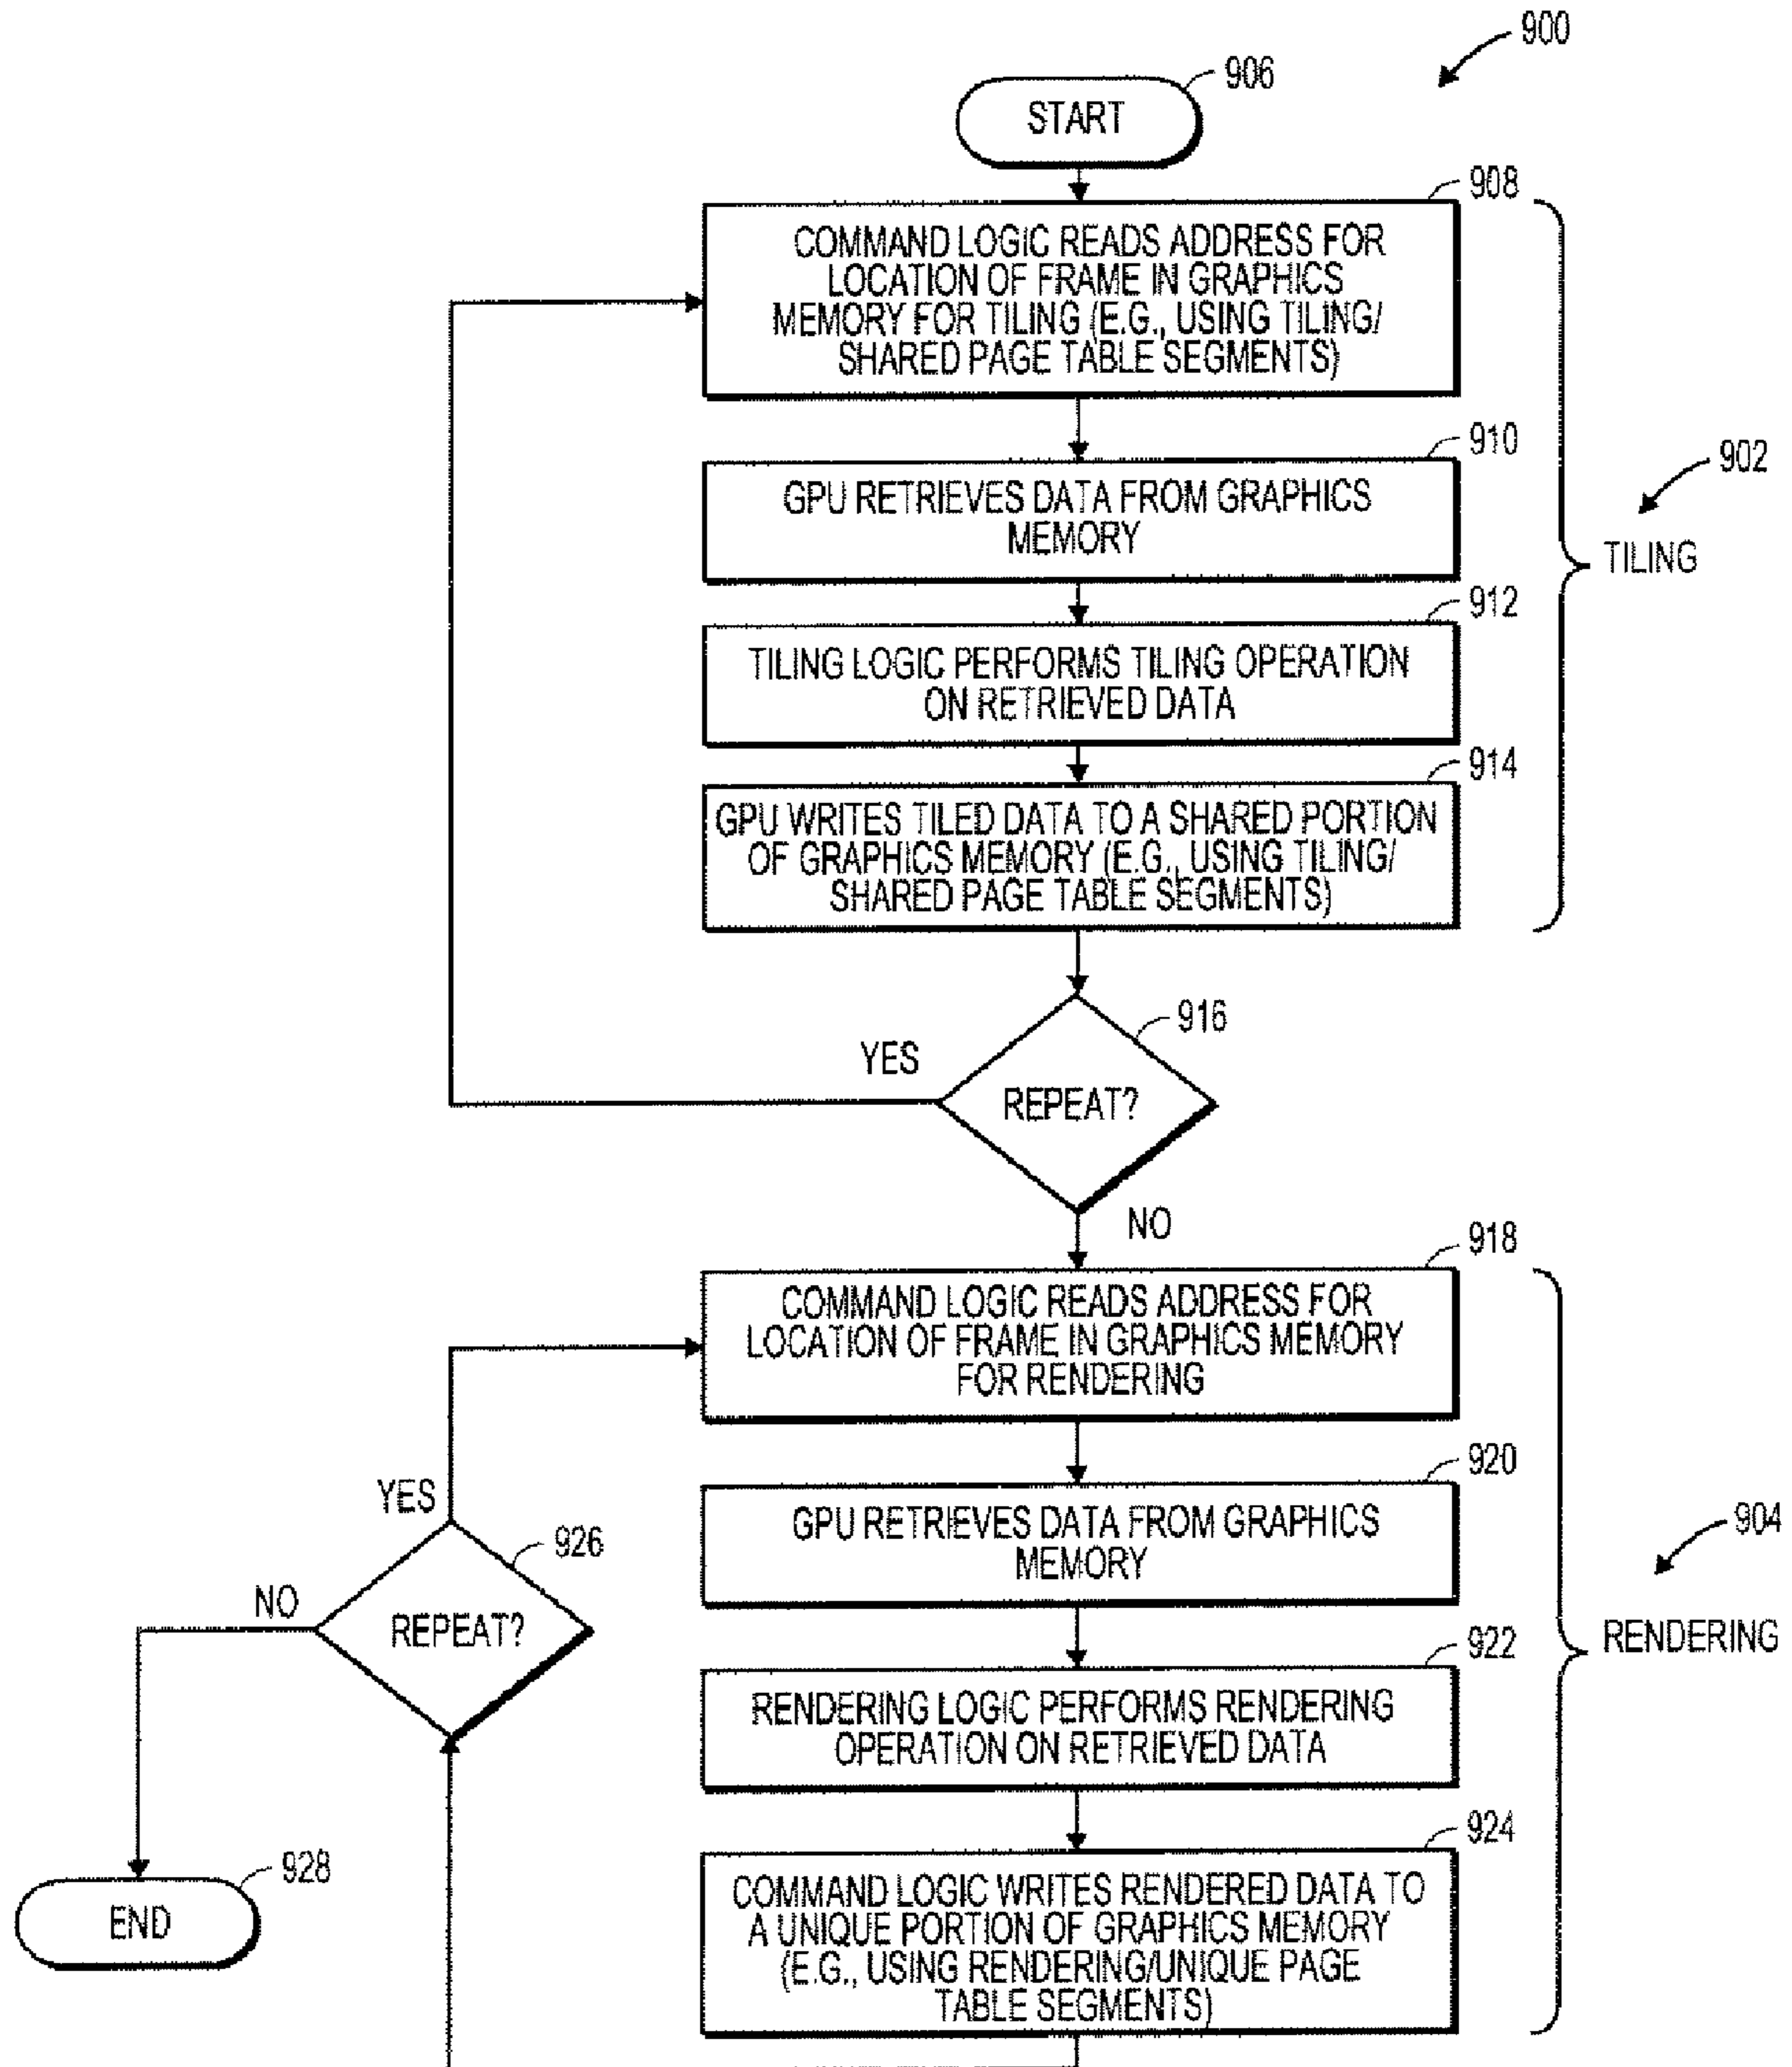 900
906
START
908
COMMAND LOGIC READS ADDRESS FOR
LOCATION OF FRAME IN GRAPHICS
MEMORY FOR TILING (E.G., USING TILING/
SHARED PAGE TABLE SEGMENTS)
910
GPU RETRIEVES DATA FROM GRAPHICS
MEMORY
902
TILING
912
TILING LOGIC PERFORMS TILING OPERATION
ON RETRIEVED DATA
914
GPU WRITES TILED DATA TO A SHARED PORTION
OF GRAPHICS MEMORY (E.G., USING TILING/
SHARED PAGE TABLE SEGMENTS)
916
YES
REPEAT?
NO
918
COMMAND LOGIC READS ADDRESS FOR
LOCATION OF FRAME IN GRAPHICS MEMORY
FOR RENDERING
920
GPU RETRIEVES DATA FROM GRAPHICS
MEMORY
904
RENDERING
YES
926
NO
REPEAT?
922
RENDERING LOGIC PERFORMS RENDERING
OPERATION ON RETRIEVED DATA
924
COMMAND LOGIC WRITES RENDERED DATA TO
A UNIQUE PORTION OF GRAPHICS MEMORY
(E.G., USING RENDERING/UNIQUE PAGE
TABLE SEGMENTS)
928
END